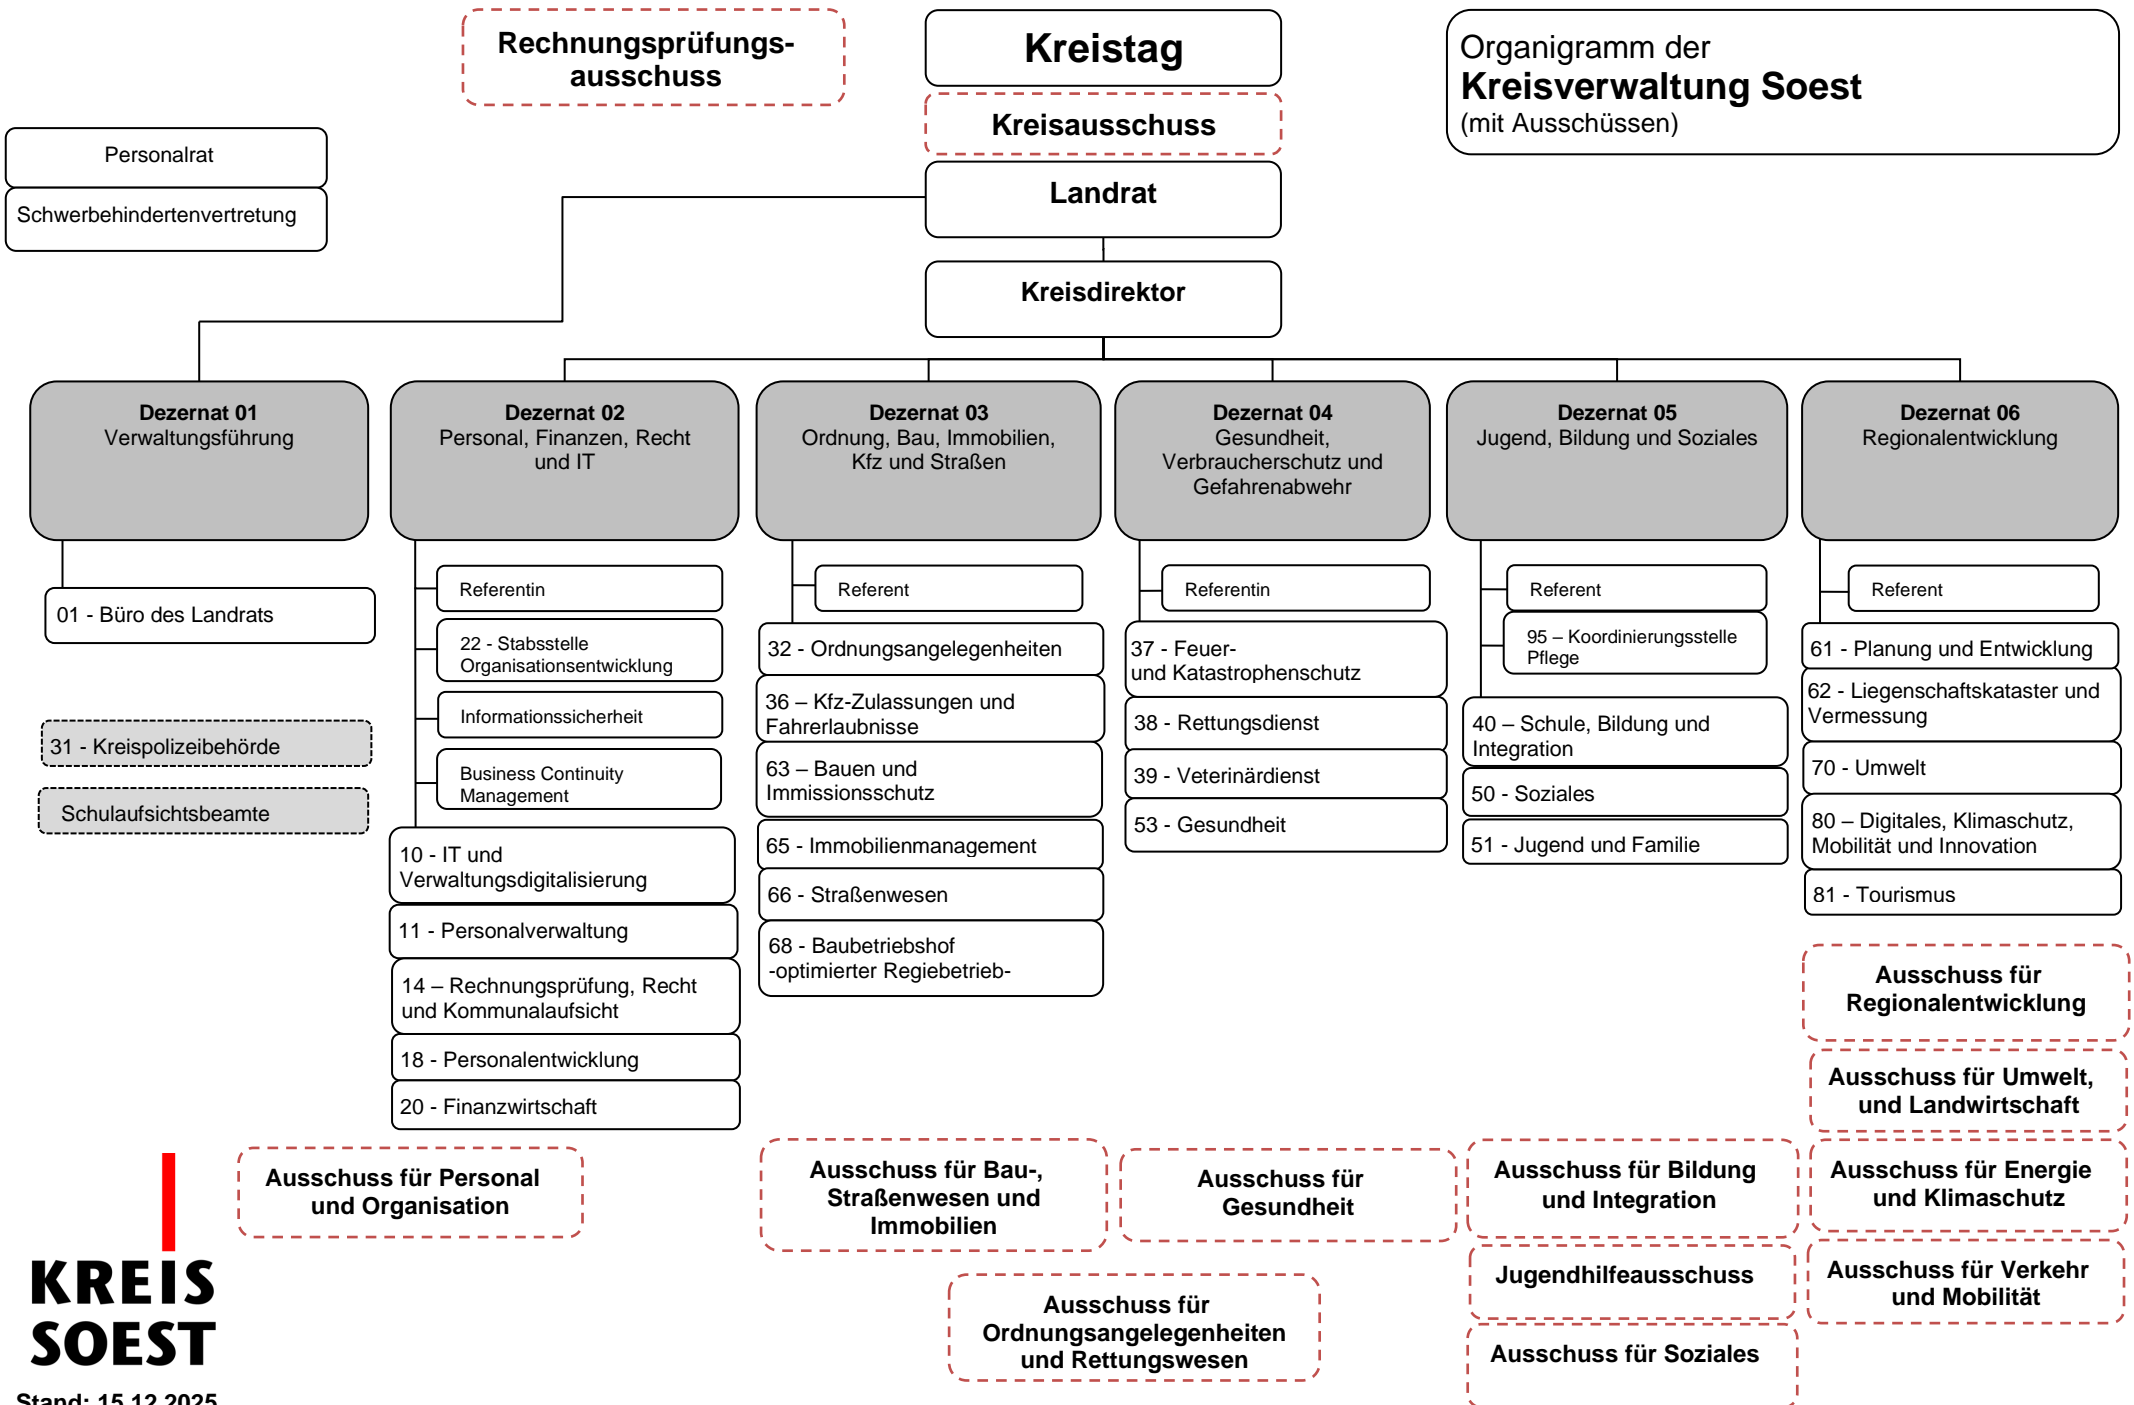 Rechnungsprüfungs-
ausschuss
Kreistag
Kreisausschuss
Landrat
Kreisdirektor
Organigramm der
Kreisverwaltung Soest
(mit Ausschüssen)
Personalrat
Schwerbehindertenvertretung
Dezernat 01
Verwaltungsführung
01 - Büro des Landrats
31 - Kreispolizeibehörde
Schulaufsichtsbeamte
Dezernat 02
Personal, Finanzen, Recht
und IT
Referentin
22 - Stabsstelle
Organisationsentwicklung
Informationssicherheit
Business Continuity
Management
10 - IT und
Verwaltungsdigitalisierung
11 - Personalverwaltung
14 – Rechnungsprüfung, Recht
und Kommunalaufsicht
18 - Personalentwicklung
20 - Finanzwirtschaft
Dezernat 03
Ordnung, Bau, Immobilien,
Kfz und Straßen
Referent
32 - Ordnungsangelegenheiten
36 – Kfz-Zulassungen und
Fahrerlaubnisse
63 – Bauen und
Immissionsschutz
65 - Immobilienmanagement
66 - Straßenwesen
68 - Baubetriebshof
-optimierter Regiebetrieb-
Dezernat 04
Gesundheit,
Verbraucherschutz und
Gefahrenabwehr
Referentin
37 - Feuer-
und Katastrophenschutz
38 - Rettungsdienst
39 - Veterinärdienst
53 - Gesundheit
Dezernat 05
Jugend, Bildung und Soziales
Referent
95 – Koordinierungsstelle
Pflege
40 – Schule, Bildung und
Integration
50 - Soziales
51 - Jugend und Familie
Dezernat 06
Regionalentwicklung
Referent
61 - Planung und Entwicklung
62 - Liegenschaftskataster und
Vermessung
70 - Umwelt
80 – Digitales, Klimaschutz,
Mobilität und Innovation
81 - Tourismus
Ausschuss für Personal
und Organisation
Ausschuss für Bau-,
Straßenwesen und
Immobilien
Ausschuss für
Gesundheit
Ausschuss für
Ordnungsangelegenheiten
und Rettungswesen
Ausschuss für Bildung
und Integration
Jugendhilfeausschuss
Ausschuss für Soziales
Ausschuss für
Regionalentwicklung
Ausschuss für Umwelt,
und Landwirtschaft
Ausschuss für Energie
und Klimaschutz
Ausschuss für Verkehr
und Mobilität
KREIS
SOEST
Stand: 15.12.2025